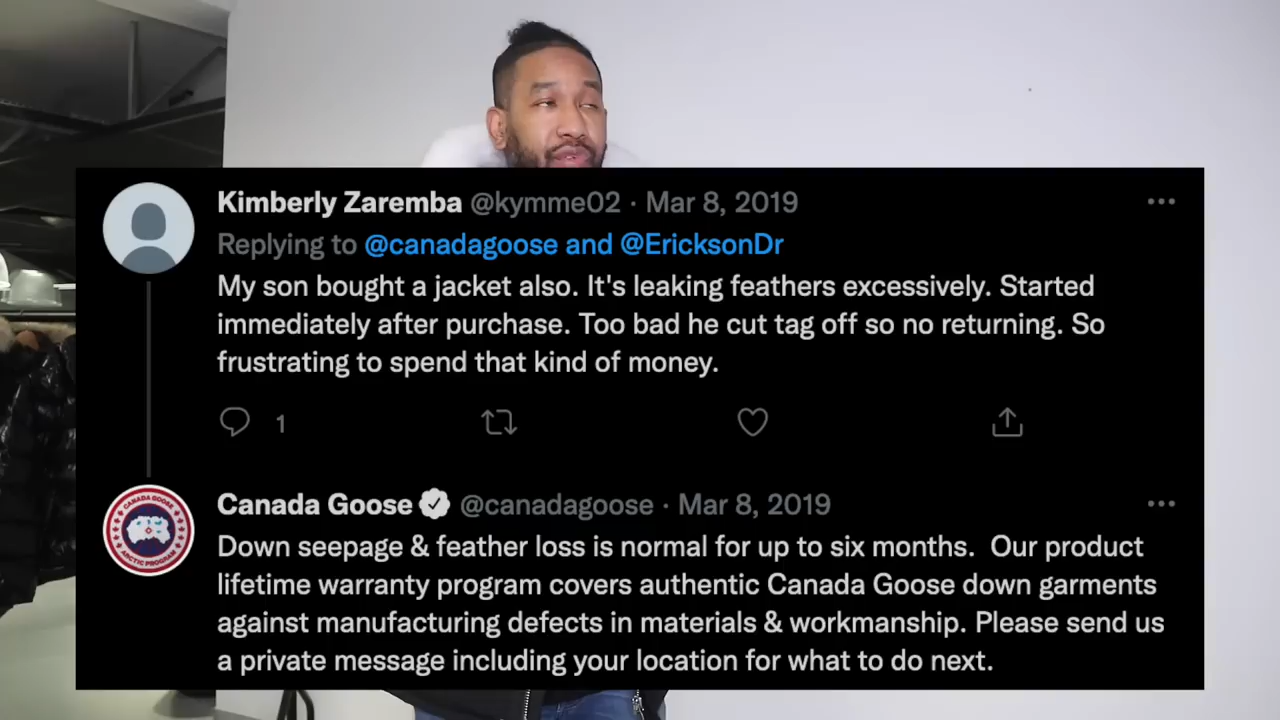 Kimberly Zaremba @kymme02 · Mar 8, 2019
Replying to @canadagoose and @EricksonDr
My son bought a jacket also. It's leaking feathers excessively. Started
immediately after purchase. Too bad he cut tag off so no returning. So
frustrating to spend that kind of money.
1
Canada Goose @canadagoose · Mar 8, 2019
CANADA GOOSE
ARCTIC PROGRAM
Down seepage & feather loss is normal for up to six months. Our product
lifetime warranty program covers authentic Canada Goose down garments
against manufacturing defects in materials & workmanship. Please send us
a private message including your location for what to do next.